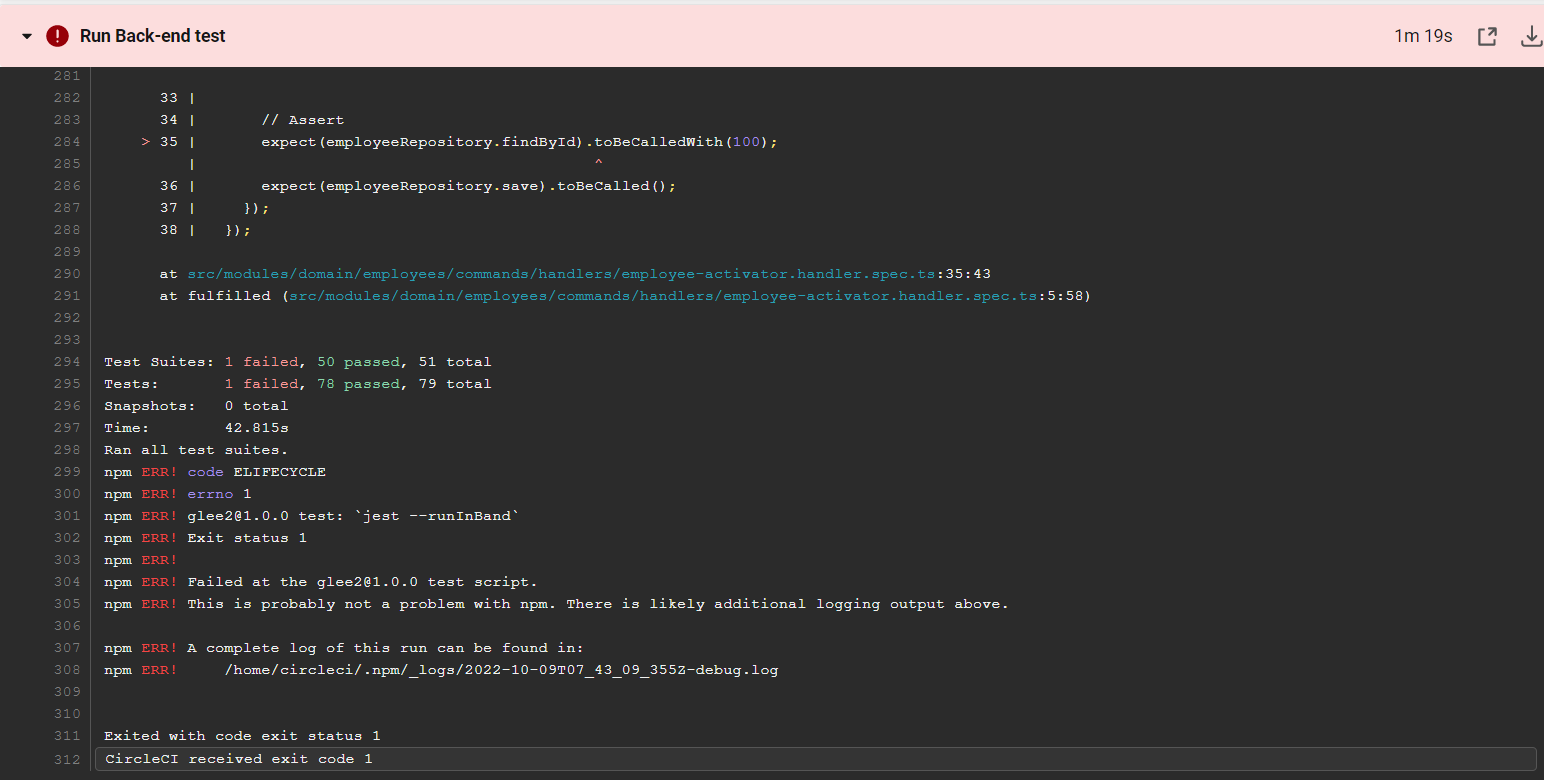 Run Back-end test 1m 19s
281
282 33 |
283 34 | // Assert
284 > 35 | expect(employeeRepository.findById).toBeCalledWith(100);
285 | ^
286 36 | expect(employeeRepository.save).toBeCalled();
287 37 | });
288 38 | });
289
290 at src/modules/domain/employees/commands/handlers/employee-activator.handler.spec.ts:35:43
291 at fulfilled (src/modules/domain/employees/commands/handlers/employee-activator.handler.spec.ts:5:58)
292
293
294 Test Suites: 1 failed, 50 passed, 51 total
295 Tests: 1 failed, 78 passed, 79 total
296 Snapshots: 0 total
297 Time: 42.815s
298 Ran all test suites.
299 npm ERR! code ELIFECYCLE
300 npm ERR! errno 1
301 npm ERR! glee2@1.0.0 test: `jest --runInBand`
302 npm ERR! Exit status 1
303 npm ERR!
304 npm ERR! Failed at the glee2@1.0.0 test script.
305 npm ERR! This is probably not a problem with npm. There is likely additional logging output above.
306
307 npm ERR! A complete log of this run can be found in:
308 npm ERR! /home/circleci/.npm/_logs/2022-10-09T07_43_09_355Z-debug.log
309
310
311 Exited with code exit status 1
312 CircleCI received exit code 1